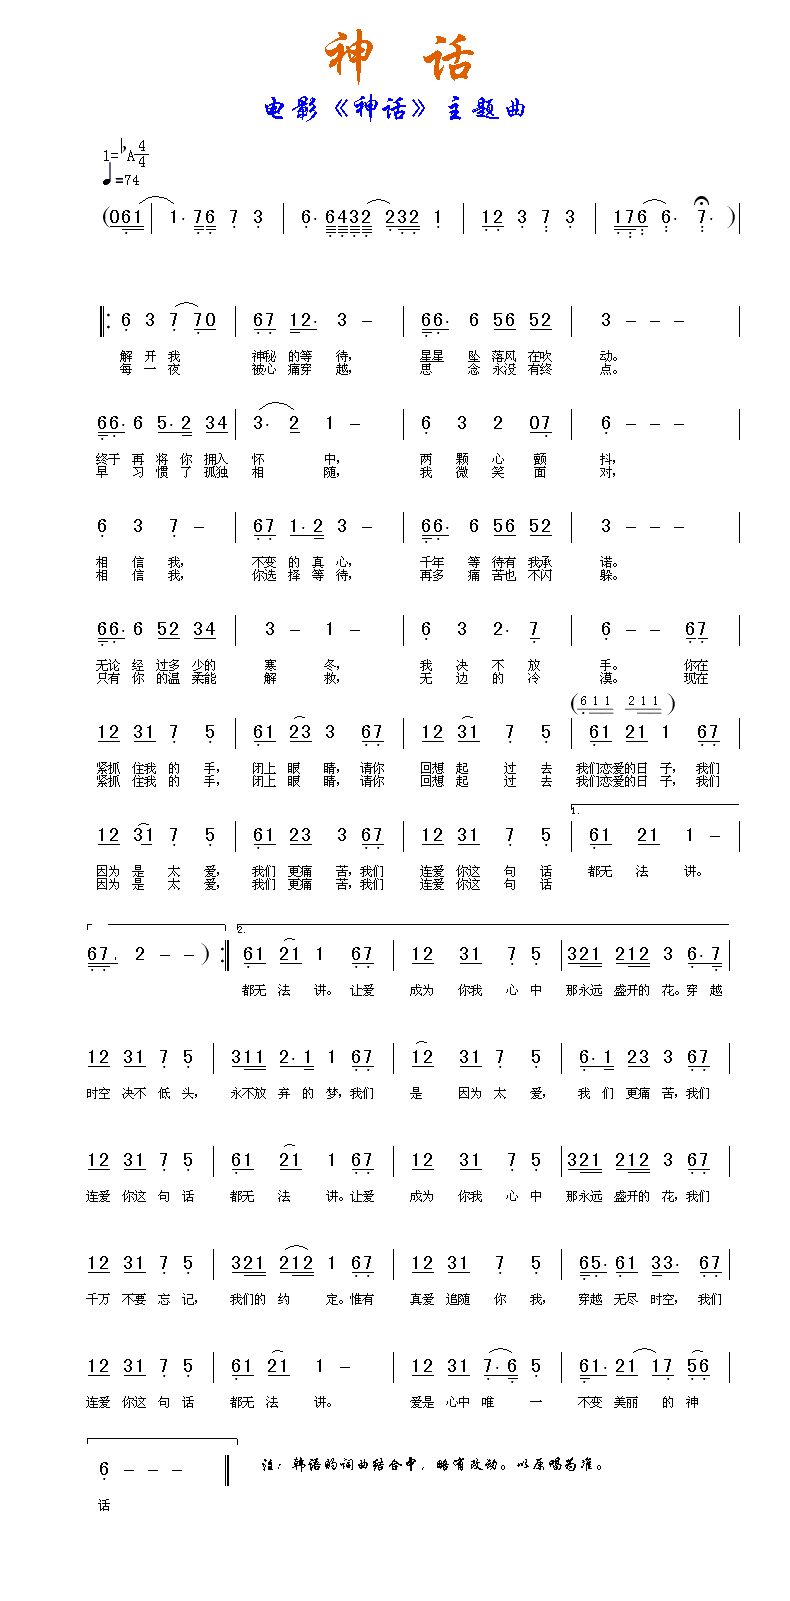 神 话
电影《神话》主题曲
1=♭A 4/4
♩=74
(061 | 1· 76 7 3 | 6· 6432 232 1 | 12 3 7 3 | 176 6· 7· )|
‖: 6 3 7 70 | 67 12· 3 – | 66· 6 56 52 | 3 – – –
解开我 神秘的等待, 星星坠落风在吹动。
每一夜 被心痛穿越, 思念永没有终点。
66· 6 5·2 34 | 3· 2 1 – | 6 3 2 07 | 6 – – –
终于再将你拥入怀中, 两颗心颤抖,
早习惯了孤独相随, 我微笑面对,
6 3 7 – | 67 1·2 3 – | 66· 6 56 52 | 3 – – –
相信我, 不变的真心, 千年等待有我承诺。
相信我, 你选择等待, 再多痛苦也不闪躲。
66· 6 52 34 | 3 – 1 – | 6 3 2· 7 | 6 – – 67
无论经过多少的寒冬, 我决不放手。你在
只有你的温柔能解救, 无边的冷漠。现在
(611 211)
12 31 7 5 | 61 23 3 67 | 12 31 7 5 | 61 21 1 67
紧抓住我的手, 闭上眼睛, 请你回想起过去我们恋爱的日子, 我们
紧抓住我的手, 闭上眼睛, 请你回想起过去我们恋爱的日子, 我们
1.
12 31 7 5 | 61 23 3 67 | 12 31 7 5 | 61 21 1 – |
因为是太爱, 我们更痛苦, 我们连爱你这句话都无法讲。
因为是太爱, 我们更痛苦, 我们连爱你这句话
2.
67· 2 – – ) :‖ 61 21 1 67 | 12 31 7 5 | 321 212 3 6·7 |
都无法讲。让爱成为你我心中那永远盛开的花。穿越
12 31 7 5 | 311 2·1 1 67 | 12 31 7 5 | 6·1 23 3 67 |
时空决不低头, 永不放弃的梦, 我们是因为太爱, 我们更痛苦, 我们
12 31 7 5 | 61 21 1 67 | 12 31 7 5 | 321 212 3 67 |
连爱你这句话都无法讲。让爱成为你我心中那永远盛开的花, 我们
12 31 7 5 | 321 212 1 67 | 12 31 7 5 | 65· 61 33· 67 |
千万不要忘记, 我们的约定。惟有真爱追随你我, 穿越无尽时空, 我们
12 31 7 5 | 61 21 1 – | 12 31 7·6 5 | 61· 21 17 56 |
连爱你这句话都无法讲。爱是心中唯一不变美丽的神
6 – – – ‖ 注：韩语的词曲结合中，略有改动。以原唱为准。
话